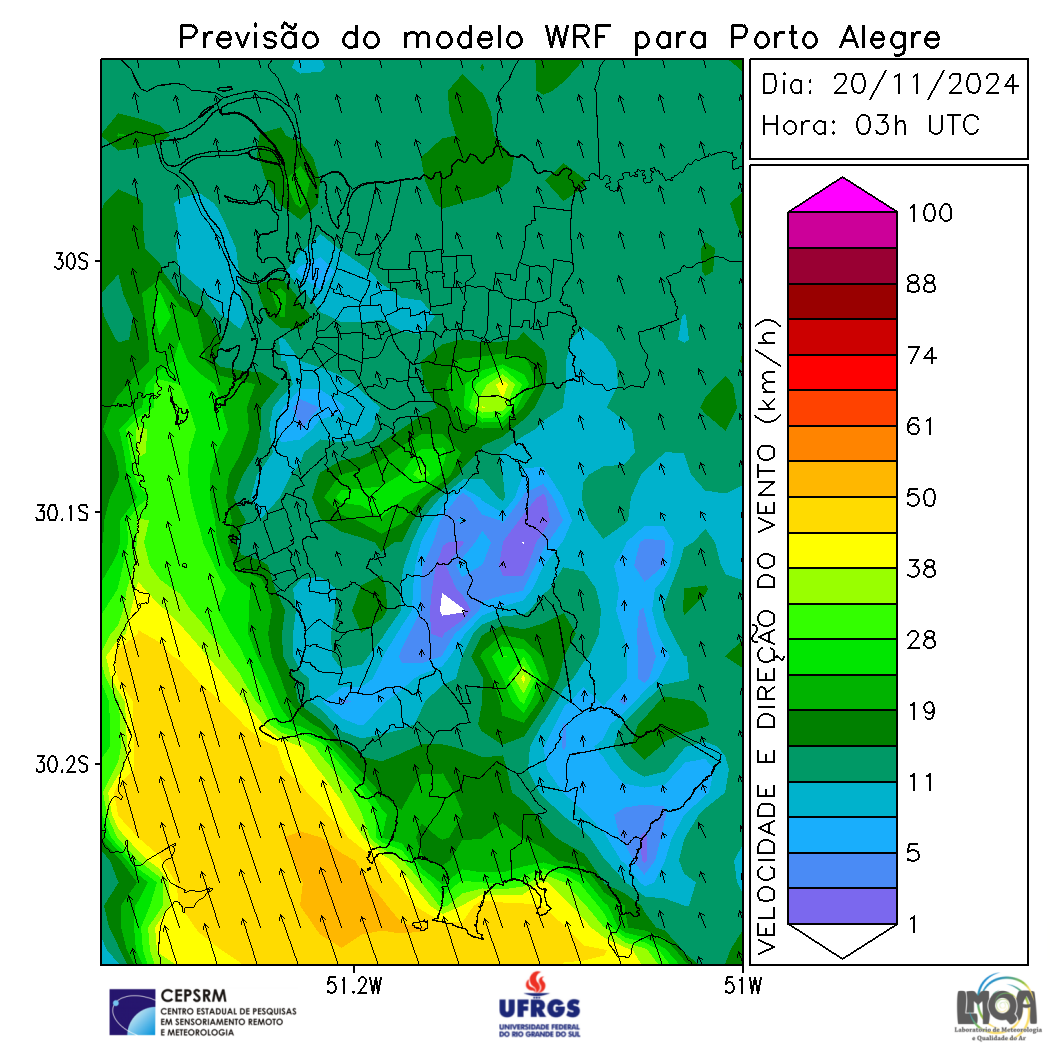 Previsão do modelo WRF para Porto Alegre
Dia: 20/11/2024
Hora: 03h UTC
30S
30.1S
30.2S
51.2W
51W
VELOCIDADE E DIREÇÃO DO VENTO (km/h)
100
88
74
61
50
38
28
19
11
5
1
CEPSRM
CENTRO ESTADUAL DE PESQUISAS
EM SENSORIAMENTO REMOTO
E METEOROLOGIA
UFRGS
UNIVERSIDADE FEDERAL
DO RIO GRANDE DO SUL
LMQA
Laboratório de Meteorologia
e Qualidade do Ar